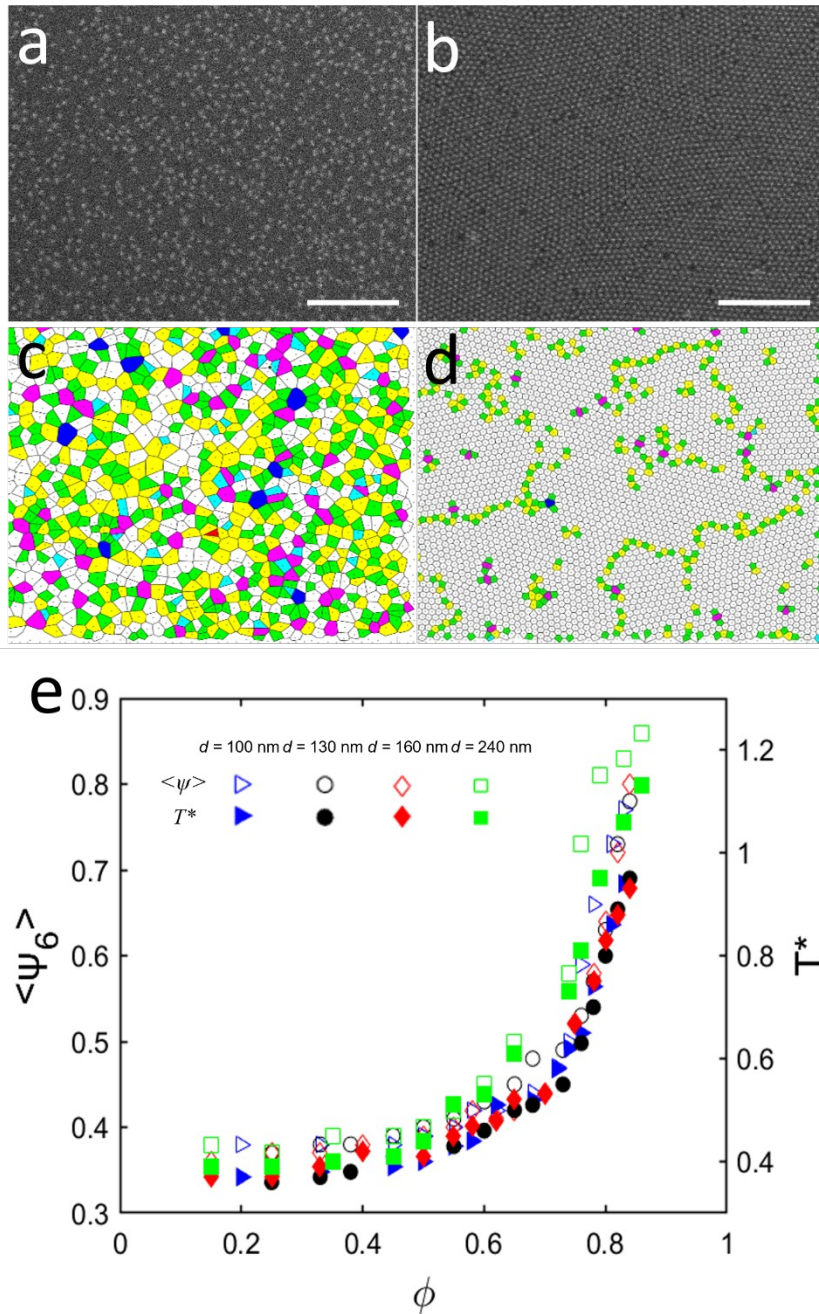 a
b
c
d
e
0.9
0.8
0.7
0.6
0.5
0.4
0.3
<Ψ₆>
d = 100 nm d = 130 nm d = 160 nm d = 240 nm
<ψ>
T*
1.2
1
0.8
0.6
0.4
T*
0 0.2 0.4 0.6 0.8 1
ϕ